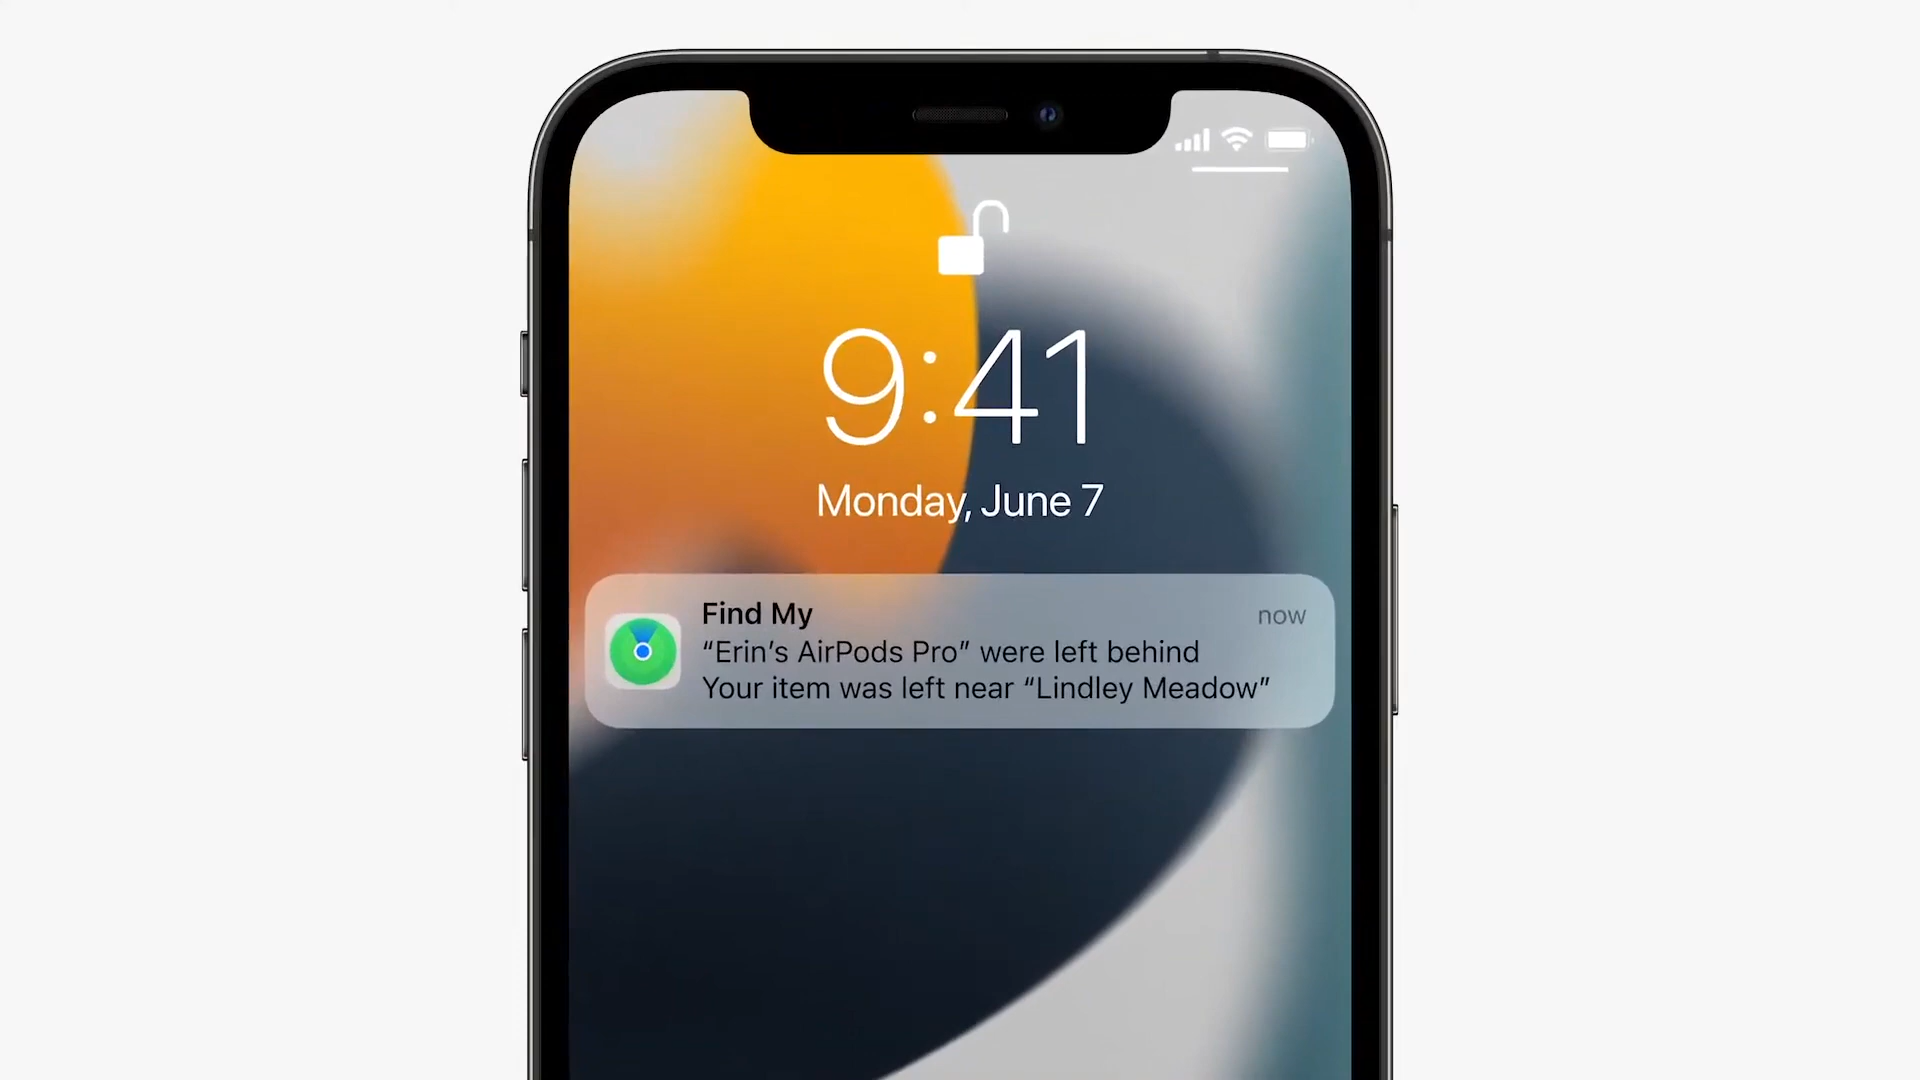 9:41
Monday, June 7
Find My
now
“Erin’s AirPods Pro” were left behind
Your item was left near “Lindley Meadow”